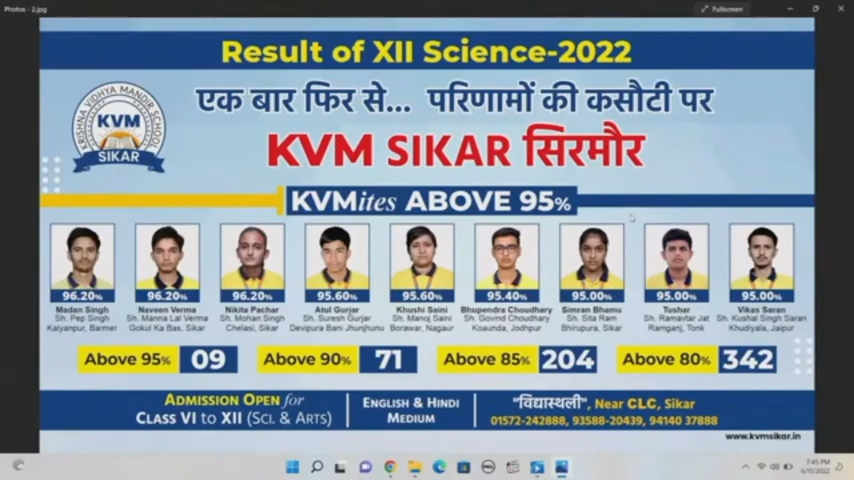 Photos - 2.jpg
Fullscreen
Result of XII Science-2022
KRISHNA VIDHYA MANDIR SCHOOL
KVM
SIKAR
एक बार फिर से... परिणामों की कसौटी पर
KVM SIKAR सिरमौर
KVMites ABOVE 95%
96.20% 96.20% 96.20% 95.60% 95.60% 95.40% 95.00% 95.00% 95.00%
Madan Singh Naveen Verma Nikita Pachar Atul Gurjar Khushi Saini Bhupendra Choudhary Simran Bhamu Tushar Vikas Saran
Sh. Pep Singh Sh. Manna Lal Verma Sh. Mohan Singh Sh. Suresh Gurjar Sh. Manoj Saini Sh. Govind Choudhary Sh. Sita Ram Sh. Ramavtar Jat Sh. Kushal Singh Saran
Kalyanpur, Barmer Gokul Ka Bas, Sikar Chelasi, Sikar Devipura Bani Jhunjhunu Borawar, Nagaur Koaunda, Jodhpur Bhirupura, Sikar Ramganj, Tonk Khudiyala, Jaipur
Above 95% 09 Above 90% 71 Above 85% 204 Above 80% 342
ADMISSION OPEN for
CLASS VI to XII (SCI. & ARTS)
ENGLISH & HINDI
MEDIUM
"विद्यास्थली", Near CLC, Sikar
01572-242888, 93588-20439, 94140 37888
www.kvmsikar.in
7:45 PM
6/11/2022